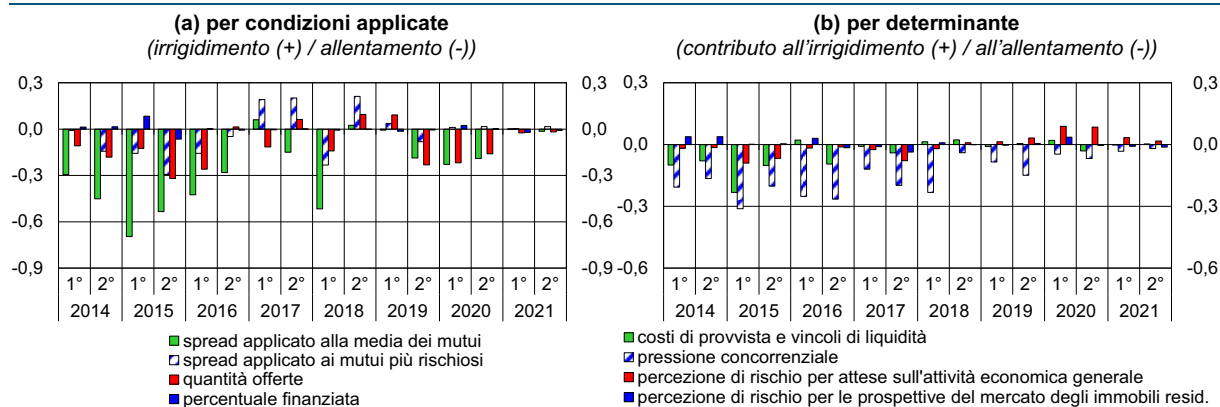 (a) per condizioni applicate
(irrigidimento (+) / allentamento (-))
0,3 0,3
0,0 0,0
-0,3 -0,3
-0,6 -0,6
-0,9 -0,9
1° 2° 1° 2° 1° 2° 1° 2° 1° 2° 1° 2° 1° 2° 1° 2°
2014 2015 2016 2017 2018 2019 2020 2021
spread applicato alla media dei mutui
spread applicato ai mutui più rischiosi
quantità offerte
percentuale finanziata
(b) per determinante
(contributo all'irrigidimento (+) / all'allentamento (-))
0,3 0,3
0,0 0,0
-0,3 -0,3
-0,6 -0,6
1° 2° 1° 2° 1° 2° 1° 2° 1° 2° 1° 2° 1° 2° 1° 2°
2014 2015 2016 2017 2018 2019 2020 2021
costi di provvista e vincoli di liquidità
pressione concorrenziale
percezione di rischio per attese sull'attività economica generale
percezione di rischio per le prospettive del mercato degli immobili resid.